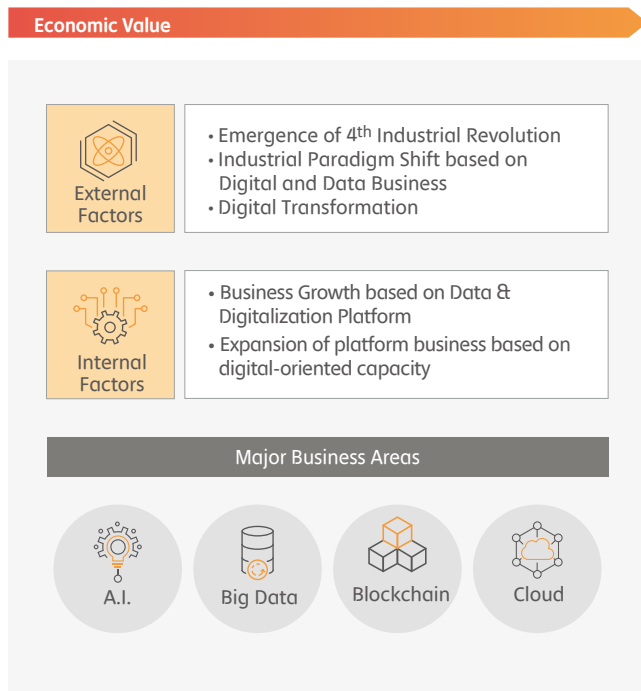 Economic Value
External
Factors
• Emergence of 4th Industrial Revolution
• Industrial Paradigm Shift based on
Digital and Data Business
• Digital Transformation
Internal
Factors
• Business Growth based on Data &
Digitalization Platform
• Expansion of platform business based on
digital-oriented capacity
Major Business Areas
A.I.
Big Data
Blockchain
Cloud